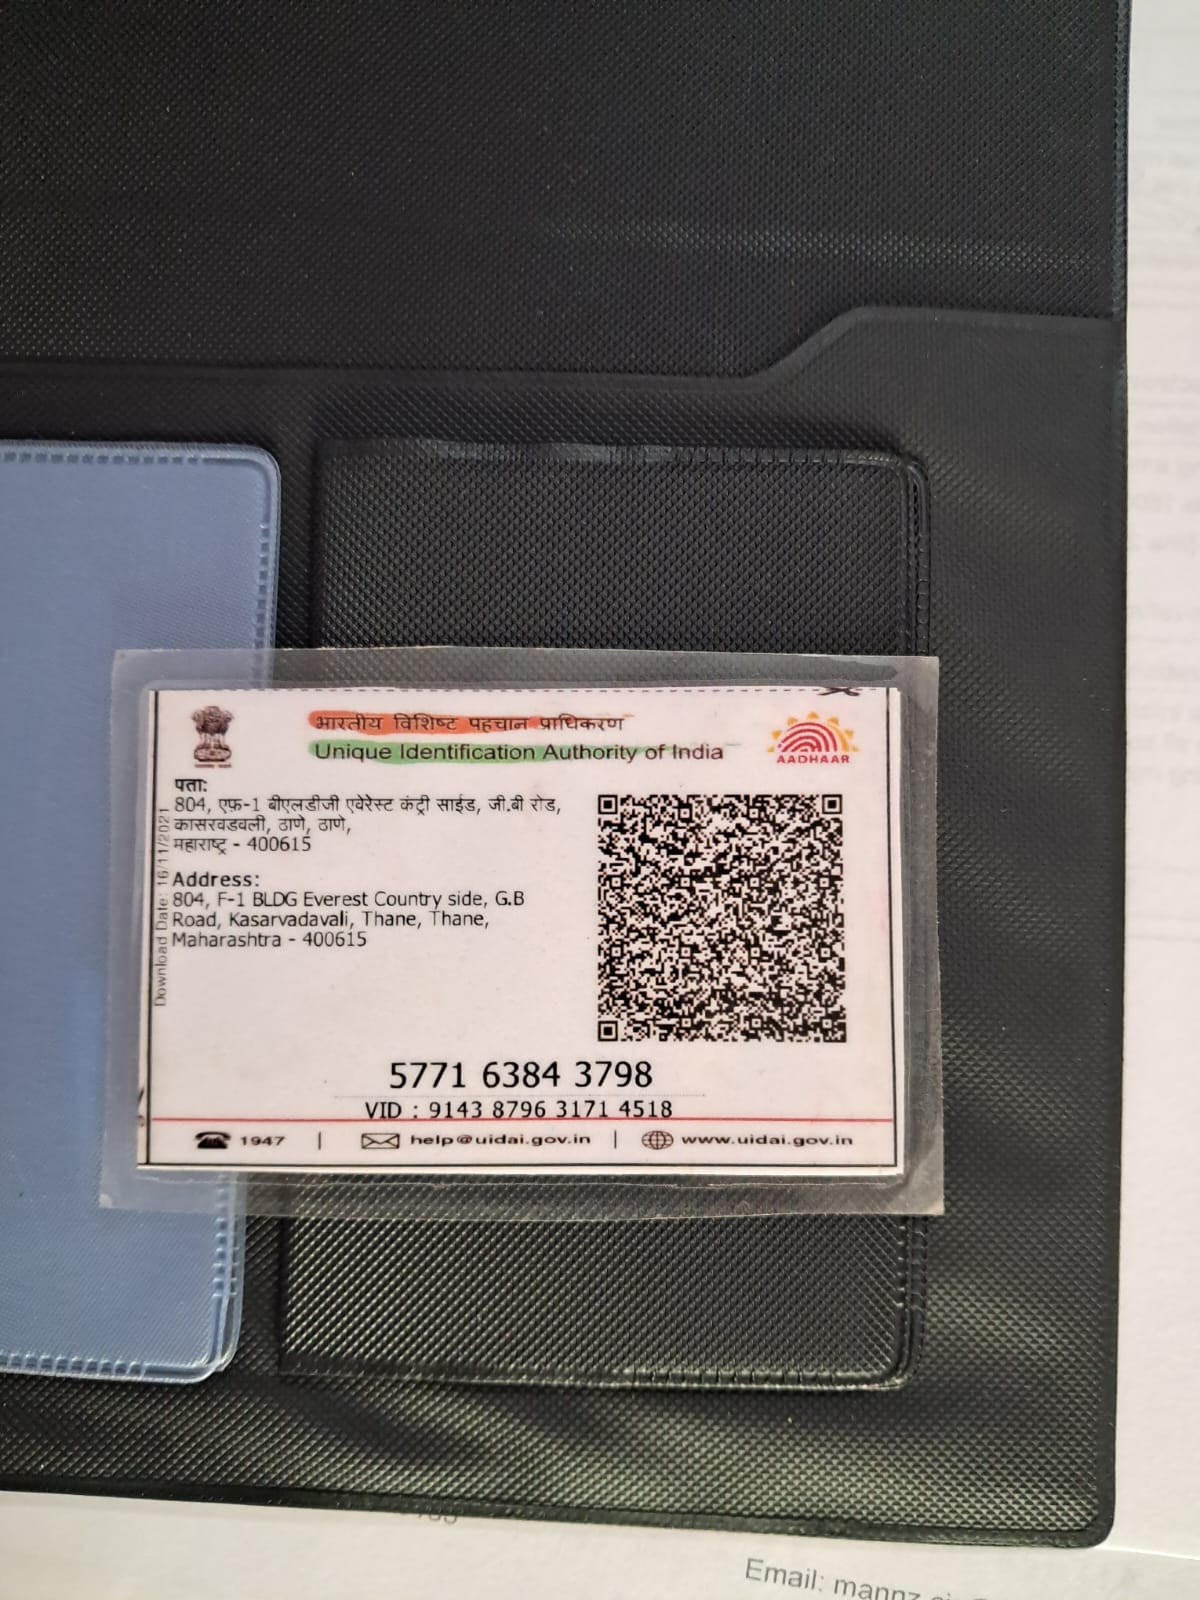 भारतीय विशिष्ट पहचान प्राधिकरण
Unique Identification Authority of India
AADHAAR
पता:
804, एफ-1 बीएलडीजी एवेरेस्ट कंट्री साईड, जी.बी रोड,
कासरवडवली, ठाणे, ठाणे,
महाराष्ट्र - 400615
Address:
804, F-1 BLDG Everest Country side, G.B
Road, Kasarvadavali, Thane, Thane,
Maharashtra - 400615
Download Date: 16/11/2021
5771 6384 3798
VID : 9143 8796 3171 4518
1947 | help@uidai.gov.in | www.uidai.gov.in
Email: